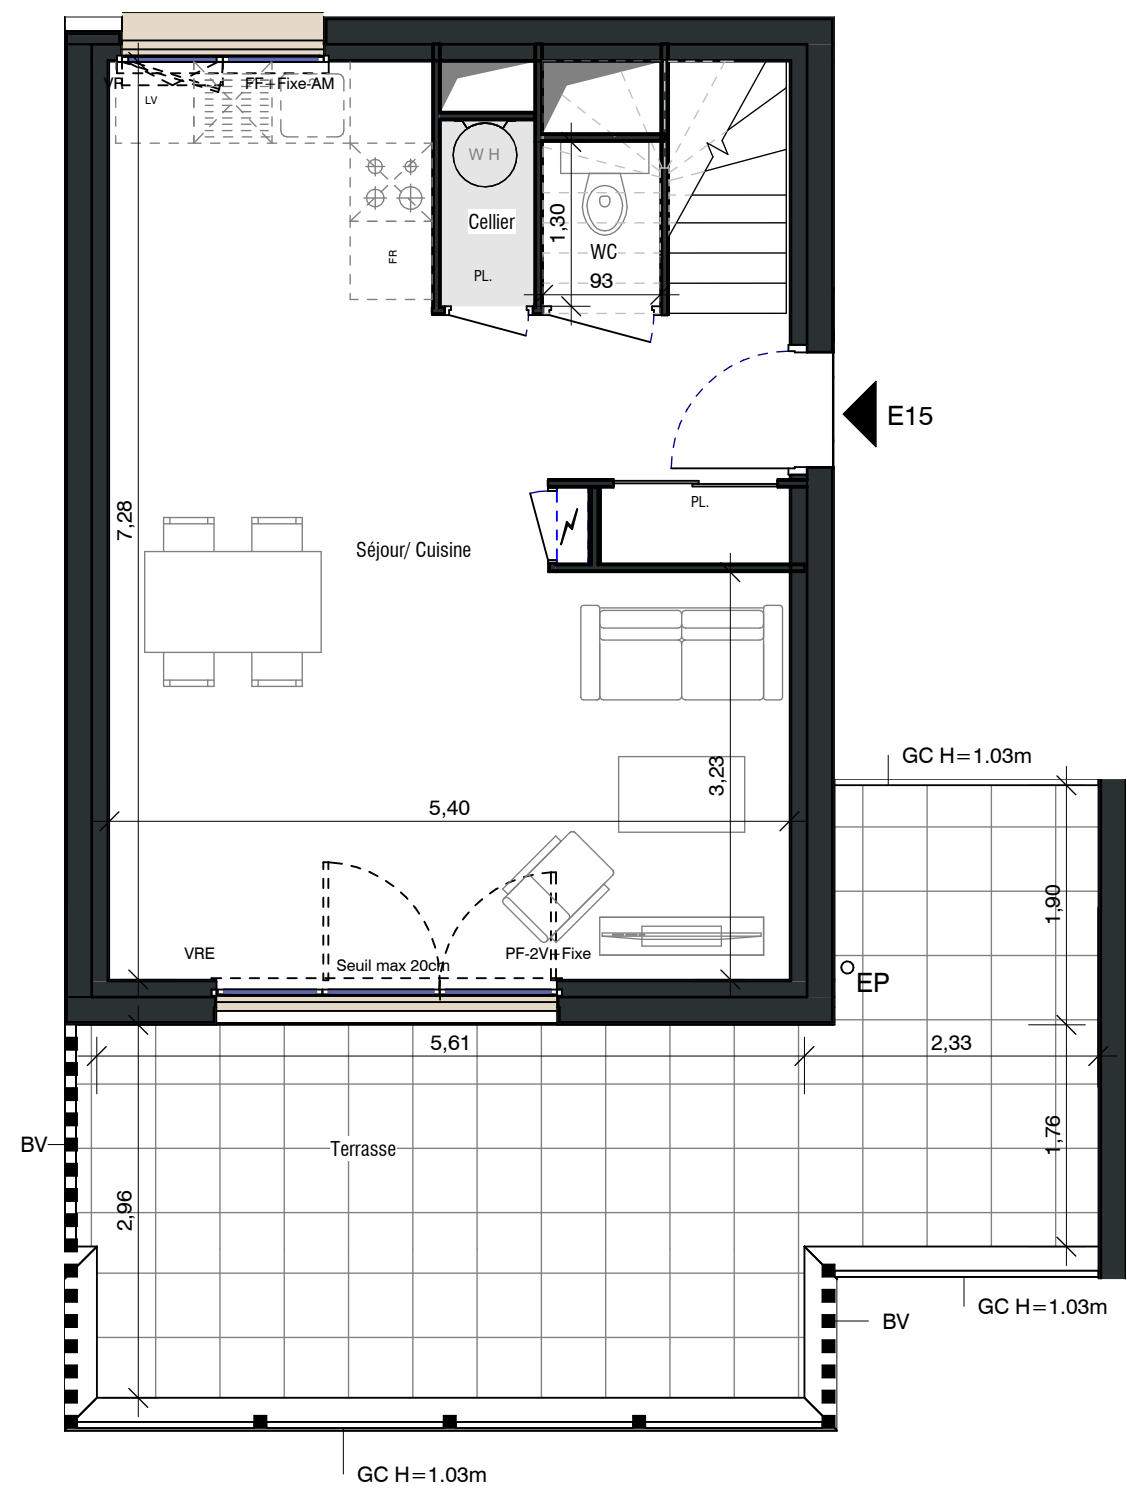 VR
FF+Fixe-AM
LV
W H
Cellier
PL.
1,30
WC
93
FR
E15
PL.
7,28
Séjour/ Cuisine
3,23
GC H=1.03m
5,40
1,90
VRE
Seuil max 20cm
PF-2V+Fixe
EP
5,61
2,33
BV
Terrasse
1,76
2,96
GC H=1.03m
BV
GC H=1.03m